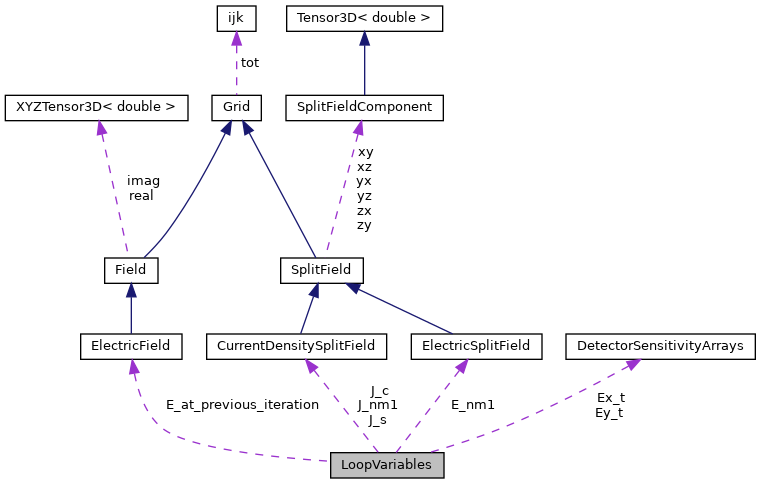 ijk
Tensor3D< double >
tot
XYZTensor3D< double >
Grid
SplitFieldComponent
imag
real
xy
xz
yx
yz
zx
zy
Field
SplitField
ElectricField
CurrentDensitySplitField
ElectricSplitField
DetectorSensitivityArrays
E_at_previous_iteration
J_c
J_nm1
J_s
E_nm1
Ex_t
Ey_t
LoopVariables